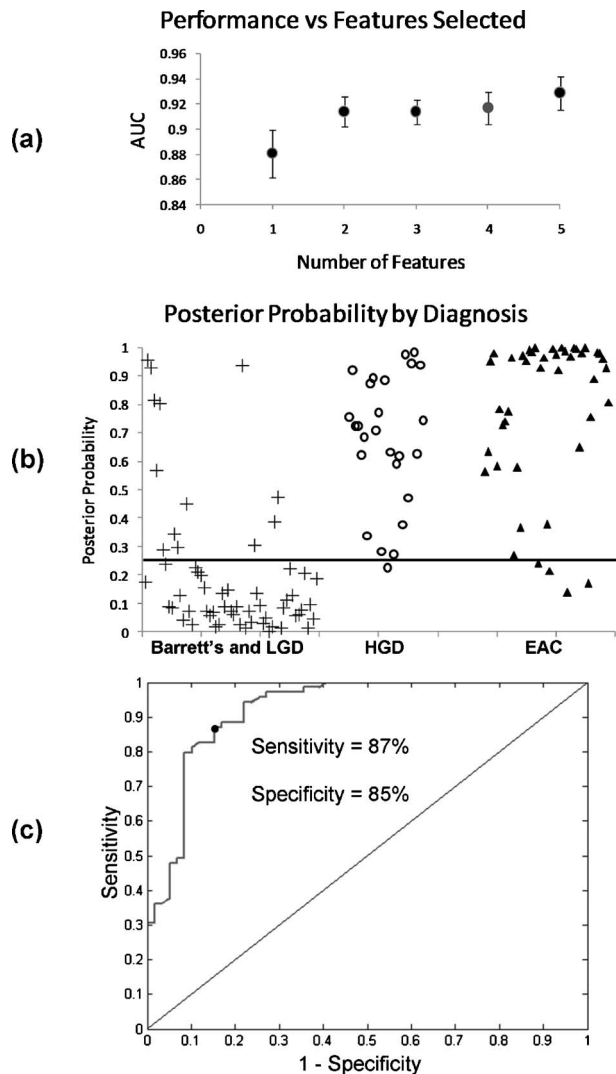 Performance vs Features Selected
(a)
AUC
0.96
0.94
0.92
0.9
0.88
0.86
0.84
0 1 2 3 4 5
Number of Features
Posterior Probability by Diagnosis
(b)
Posterior Probability
1
0.9
0.8
0.7
0.6
0.5
0.4
0.3
0.2
0.1
0
Barrett's and LGD HGD EAC
(c)
Sensitivity
1
0.9
0.8
0.7
0.6
0.5
0.4
0.3
0.2
0.1
0
Sensitivity = 87%
Specificity = 85%
0 0.1 0.2 0.3 0.4 0.5 0.6 0.7 0.8 0.9 1
1 - Specificity